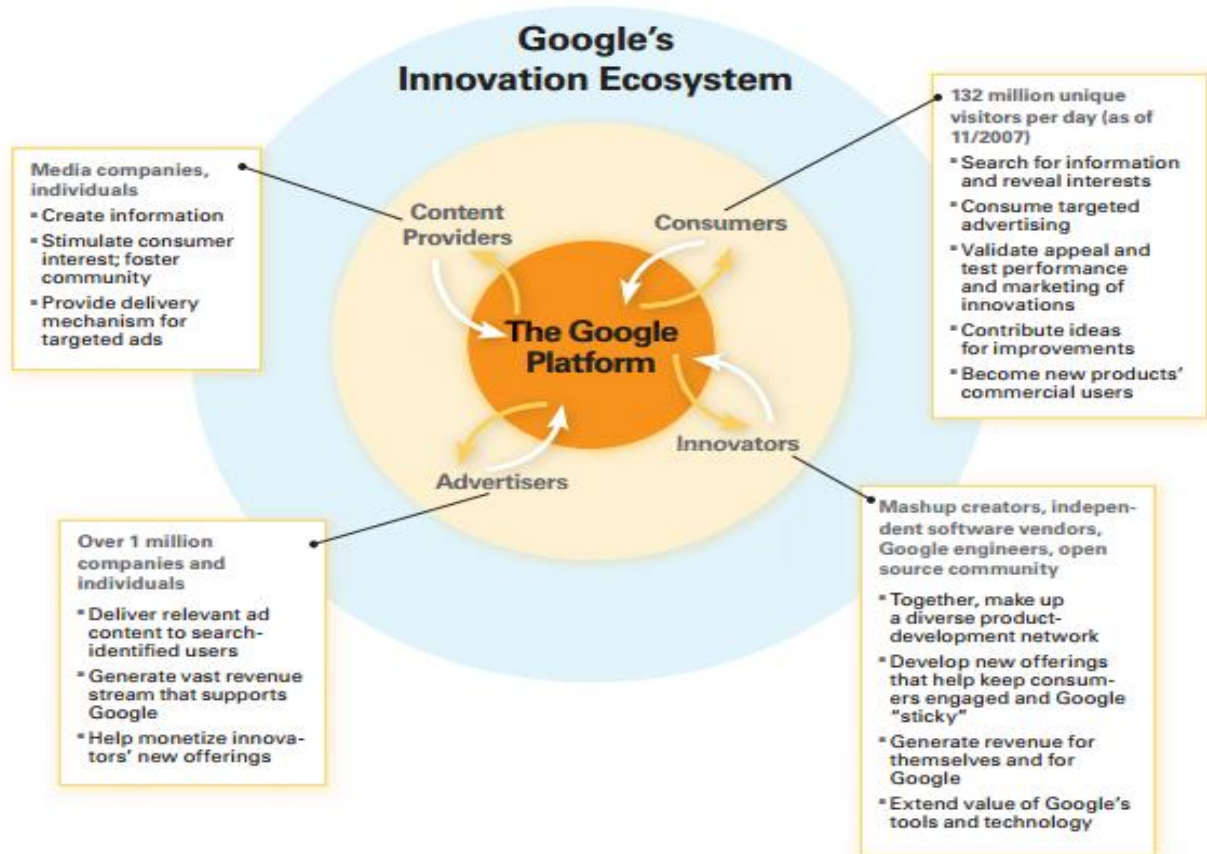 Google's
Innovation Ecosystem
Media companies,
individuals
▪ Create information
▪ Stimulate consumer
interest; foster
community
▪ Provide delivery
mechanism for
targeted ads
Content
Providers
Consumers
132 million unique
visitors per day (as of
11/2007)
▪ Search for information
and reveal interests
▪ Consume targeted
advertising
▪ Validate appeal and
test performance
and marketing of
innovations
▪ Contribute ideas
for improvements
▪ Become new products'
commercial users
The Google
Platform
Advertisers
Innovators
Over 1 million
companies and
individuals
▪ Deliver relevant ad
content to search-
identified users
▪ Generate vast revenue
stream that supports
Google
▪ Help monetize innova-
tors' new offerings
Mashup creators, indepen-
dent software vendors,
Google engineers, open
source community
▪ Together, make up
a diverse product-
development network
▪ Develop new offerings
that help keep consum-
ers engaged and Google
"sticky"
▪ Generate revenue for
themselves and for
Google
▪ Extend value of Google's
tools and technology